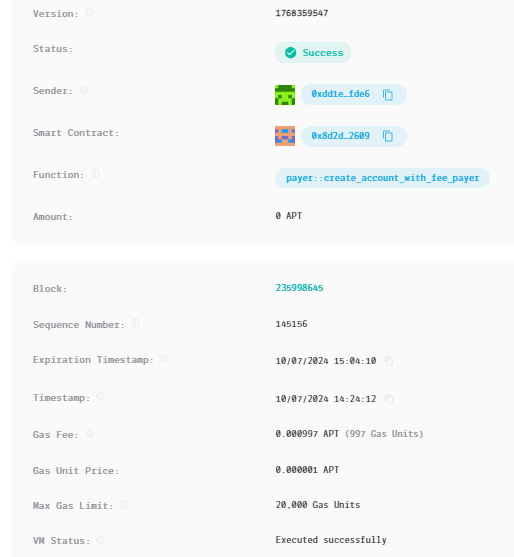 Version: 1768359547
Status: Success
Sender: 0xdd1e…fde6
Smart Contract: 0x8d2d…2609
Function: payer::create_account_with_fee_payer
Amount: 0 APT
Block: 235998645
Sequence Number: 145156
Expiration Timestamp: 10/07/2024 15:04:10
Timestamp: 10/07/2024 14:24:12
Gas Fee: 0.000997 APT (997 Gas Units)
Gas Unit Price: 0.000001 APT
Max Gas Limit: 20,000 Gas Units
VM Status: Executed successfully